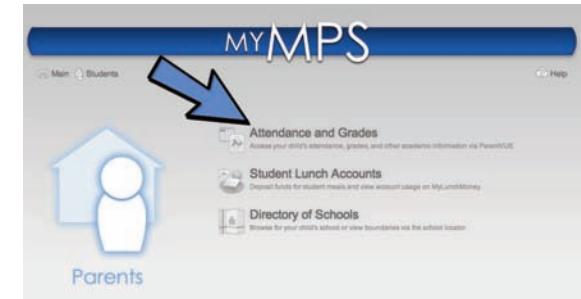 MYMPS
Main Students
Help
Attendance and Grades
Access your child's attendance, grades, and other academic information via ParentVUE
Student Lunch Accounts
Deposit funds for student meals and view account usage on MyLunchMoney
Directory of Schools
Browse for your child's school or view boundaries via the school locator
Parents